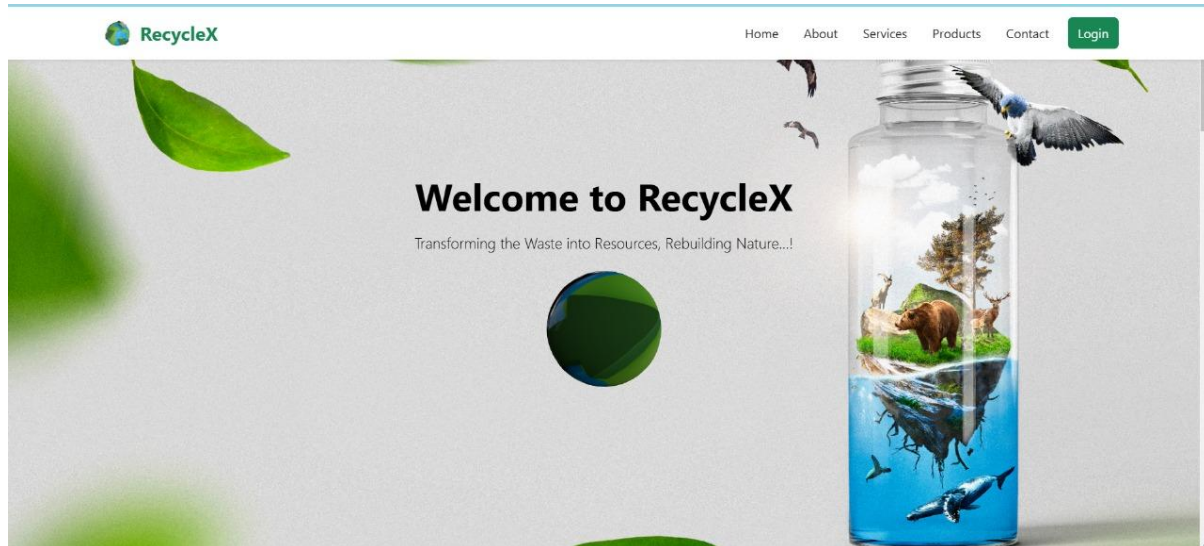 RecycleX
Home About Services Products Contact Login
Welcome to RecycleX
Transforming the Waste into Resources, Rebuilding Nature...!